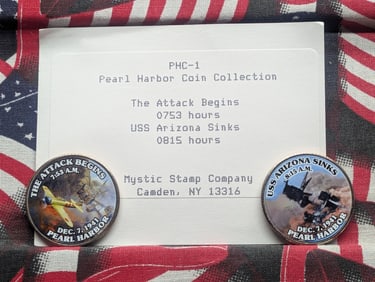 PHC-1
Pearl Harbor Coin Collection
The Attack Begins
0753 hours
USS Arizona Sinks
0815 hours
Mystic Stamp Company
Camden, NY 13316
THE ATTACK BEGINS
7:53 A.M.
DEC. 7, 1941
PEARL HARBOR
USS ARIZONA SINKS
8:15 A.M.
DEC. 7, 1941
PEARL HARBOR